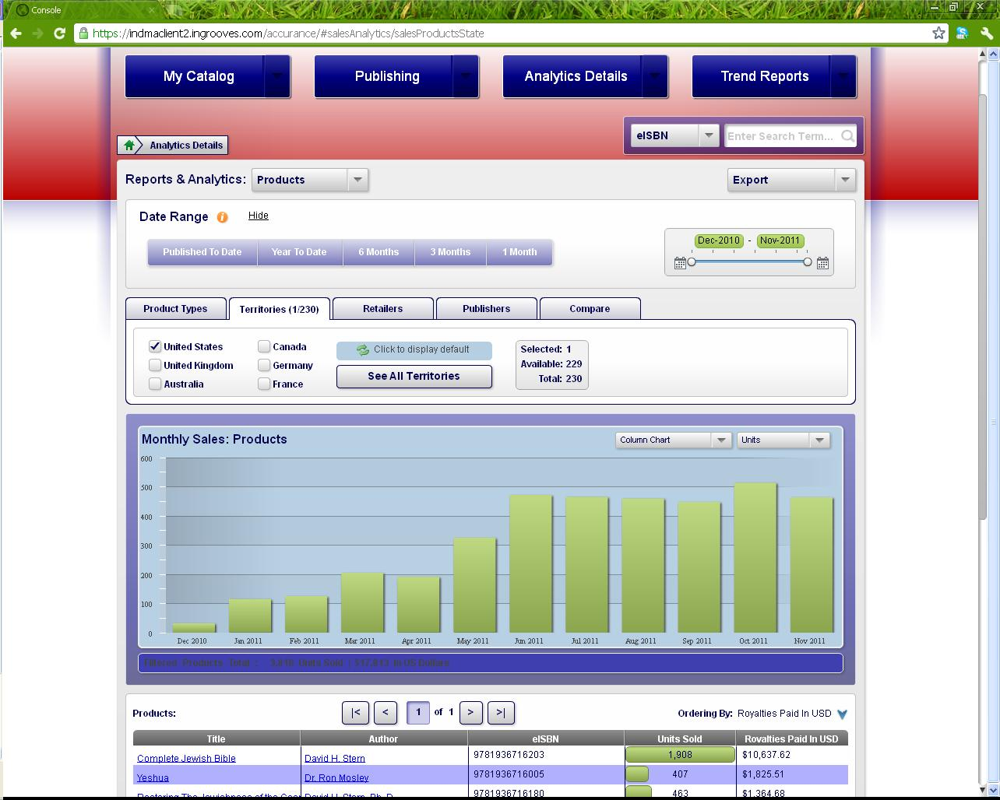 Console
https://indmaclient2.ingrooves.com/accurance/#salesAnalytics/salesProductsState
My Catalog Publishing Analytics Details Trend Reports
eISBN Enter Search Term...
Analytics Details
Reports & Analytics: Products Export
Date Range i Hide
Published To Date Year To Date 6 Months 3 Months 1 Month
Dec-2010 - Nov-2011
Product Types Territories (1/230) Retailers Publishers Compare
United States Canada Click to display default Selected: 1
United Kingdom Germany See All Territories Available: 229
Australia France Total: 230
Monthly Sales: Products Column Chart Units
600
500
400
300
200
100
0
Dec 2010 Jan 2011 Feb 2011 Mar 2011 Apr 2011 May 2011 Jun 2011 Jul 2011 Aug 2011 Sep 2011 Oct 2011 Nov 2011
Filtered Products Total : 3,818 Units Sold | $17,813 In US Dollars
Products: |< < 1 of 1 > >| Ordering By: Royalties Paid In USD
Title Author eISBN Units Sold Royalties Paid In USD
Complete Jewish Bible David H. Stern 9781936716203 1,908 $10,637.62
Yeshua Dr. Ron Mosley 9781936716005 407 $1,825.51
Restoring The Jewishness of the Gosp David H. Stern, Ph. D. 9781936716180 463 $1,364.68